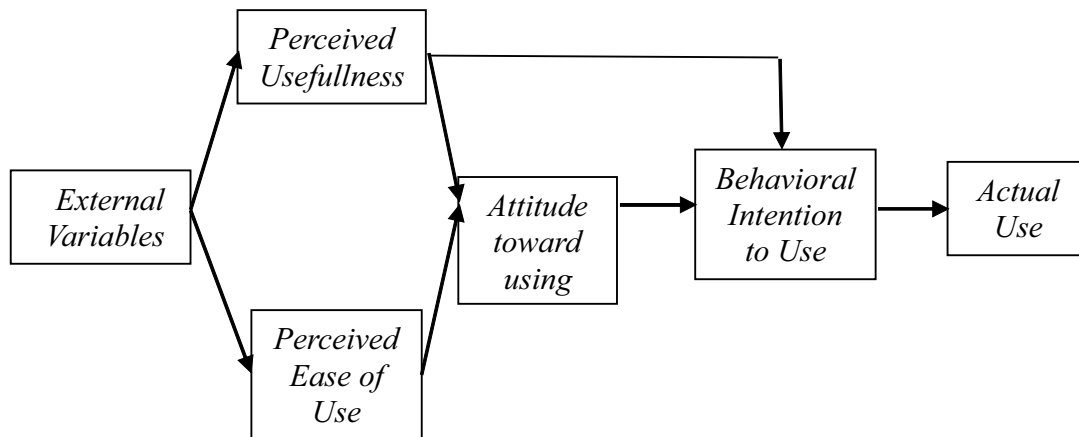 Perceived
Usefullness
External
Variables
Attitude
toward
using
Behavioral
Intention
to Use
Actual
Use
Perceived
Ease of
Use